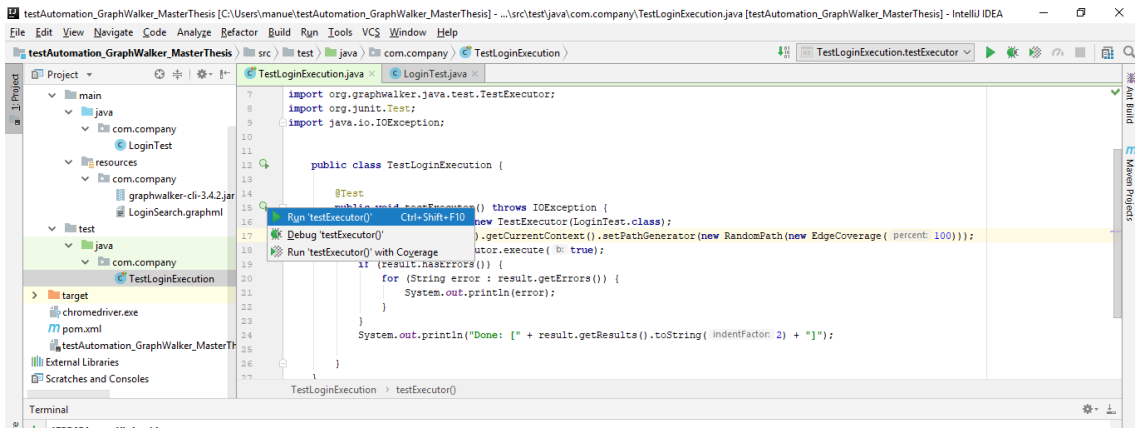 testAutomation_GraphWalker_MasterThesis [C:\Users\manue\testAutomation_GraphWalker_MasterThesis] - ...\src\test\java\com.company\TestLoginExecution.java [testAutomation_GraphWalker_MasterThesis] - IntelliJ IDEA
File Edit View Navigate Code Analyze Refactor Build Run Tools VCS Window Help
testAutomation_GraphWalker_MasterThesis src test java com.company TestLoginExecution TestLoginExecution.testExecutor
1: Project
Project
TestLoginExecution.java LoginTest.java
main
java
com.company
LoginTest
resources
com.company
graphwalker-cli-3.4.2.jar
LoginSearch.graphml
test
java
com.company
TestLoginExecution
target
chromedriver.exe
pom.xml
testAutomation_GraphWalker_MasterTh
External Libraries
Scratches and Consoles
7 import org.graphwalker.java.test.TestExecutor;
8 import org.junit.Test;
9 import java.io.IOException;
10
11
12 public class TestLoginExecution {
13
14 @Test
15 public void testExecutor() throws IOException {
16 new TestExecutor(LoginTest.class);
17 ).getCurrentContext().setPathGenerator(new RandomPath(new EdgeCoverage( percent: 100)));
18 utor.execute( b: true);
19 if (result.hasErrors()) {
20 for (String error : result.getErrors()) {
21 System.out.println(error);
22 }
23 }
24 System.out.println("Done: [" + result.getResults().toString( indentFactor: 2) + "]");
25
26 }
27 }
Run 'testExecutor()' Ctrl+Shift+F10
Debug 'testExecutor()'
Run 'testExecutor()' with Coverage
TestLoginExecution > testExecutor()
Ant Build
Maven Projects
Terminal